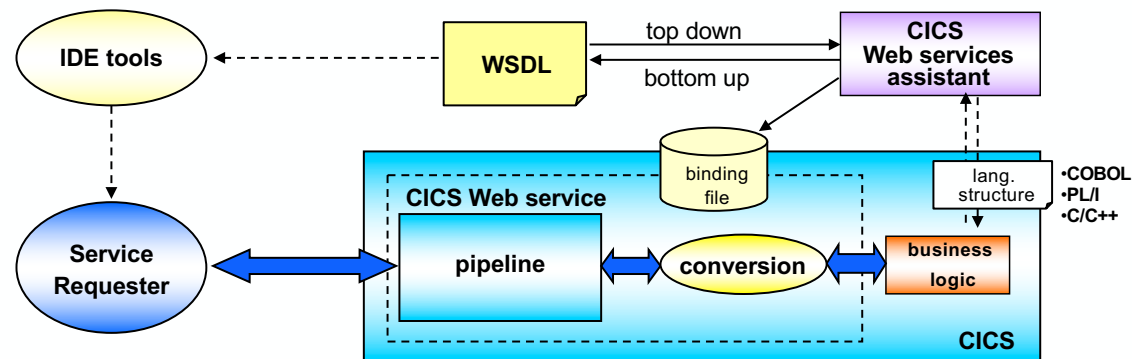 IDE tools
WSDL
top down
bottom up
CICS
Web services
assistant
binding
file
lang.
structure
•COBOL
•PL/I
•C/C++
CICS Web service
Service
Requester
pipeline
conversion
business
logic
CICS